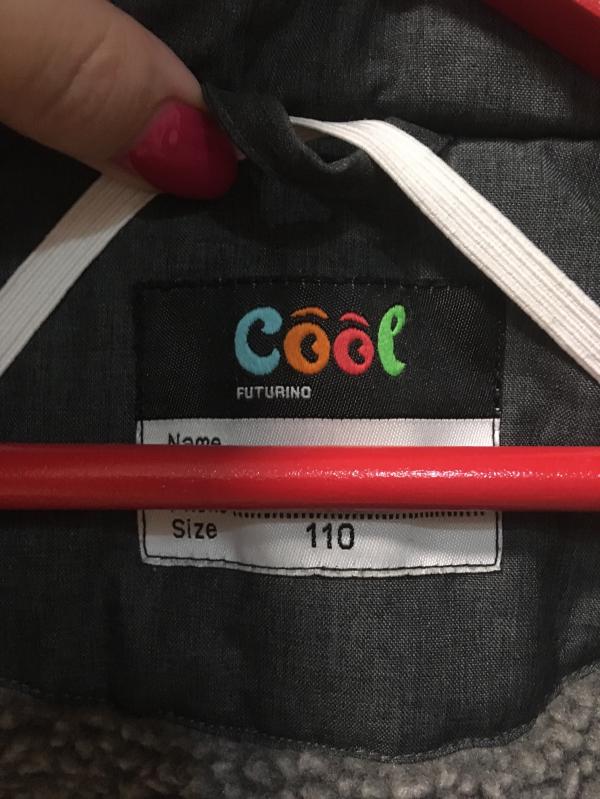 Cool
FUTURINO
Name
Size 110